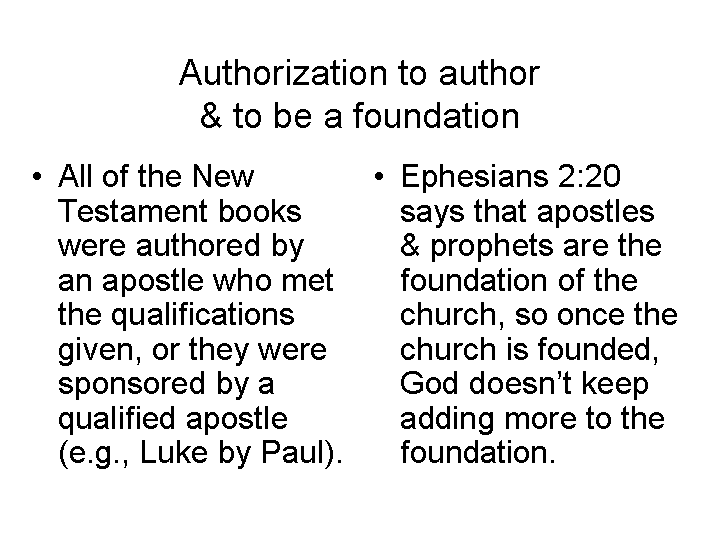 Authorization to author
& to be a foundation
• All of the New
Testament books
were authored by
an apostle who met
the qualifications
given, or they were
sponsored by a
qualified apostle
(e. g. , Luke by Paul).
• Ephesians 2: 20
says that apostles
& prophets are the
foundation of the
church, so once the
church is founded,
God doesn’t keep
adding more to the
foundation.